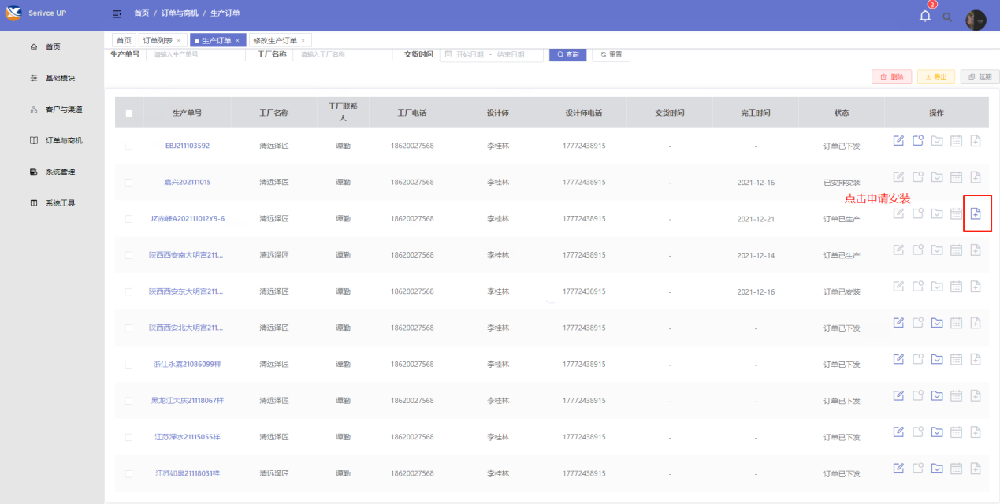 Serivce UP
首页 / 订单与商机 / 生产订单
3
首页
基础模块
客户与渠道
订单与商机
系统管理
系统工具
首页 订单列表 × 生产订单 × 修改生产订单 ×
生产单号 请输入生产单号 工厂名称 请输入工厂名称 交货时间 开始日期 - 结束日期 查询 重置
删除 导出 延期
生产单号 工厂名称 工厂联系人 工厂电话 设计师 设计师电话 交货时间 完工时间 状态 操作
EBJ211103592 清远泽匠 谭勤 18620027568 李桂林 17772438915 - - 订单已下发
嘉兴202111015 清远泽匠 谭勤 18620027568 李桂林 17772438915 - 2021-12-16 已安排安装
点击申请安装
JZ赤峰A202111012Y9-6 清远泽匠 谭勤 18620027568 李桂林 17772438915 - 2021-12-21 订单已生产
陕西西安南大明宫211... 清远泽匠 谭勤 18620027568 李桂林 17772438915 - 2021-12-14 订单已生产
陕西西安东大明宫211... 清远泽匠 谭勤 18620027568 李桂林 17772438915 - 2021-12-16 订单已安装
陕西西安北大明宫211... 清远泽匠 谭勤 18620027568 李桂林 17772438915 - - 订单已下发
浙江永嘉21086099样 清远泽匠 谭勤 18620027568 李桂林 17772438915 - - 订单已下发
黑龙江大庆21118067样 清远泽匠 谭勤 18620027568 李桂林 17772438915 - - 订单已下发
江苏溧水21115055样 清远泽匠 谭勤 18620027568 李桂林 17772438915 - - 订单已下发
江苏如皋21118031样 清远泽匠 谭勤 18620027568 李桂林 17772438915 - - 订单已下发